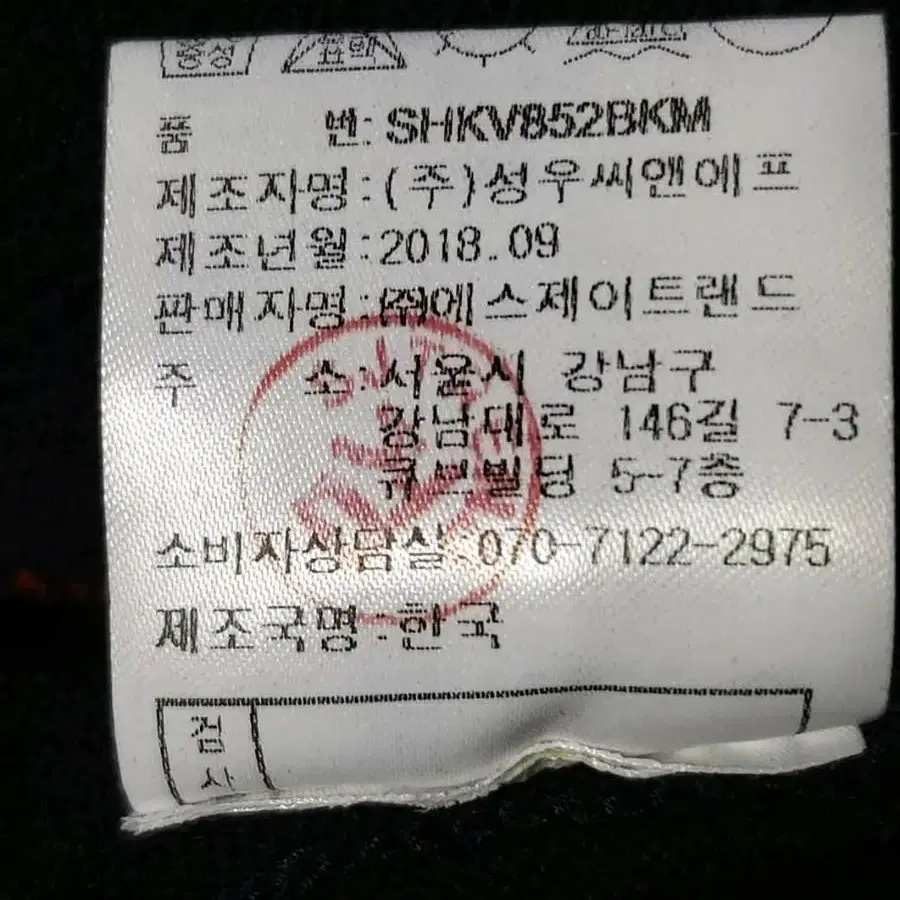 중성 표백
품 번: SHKV852BKM
제조자명:(주)성우씨앤에프
제조년월:2018.09
판매자명:㈜에스제이트랜드
주 소:서울시 강남구
강남대로 146길 7-3
큐브빌딩 5-7층
소비자상담실:070-7122-2975
제조국명:한국
검
사